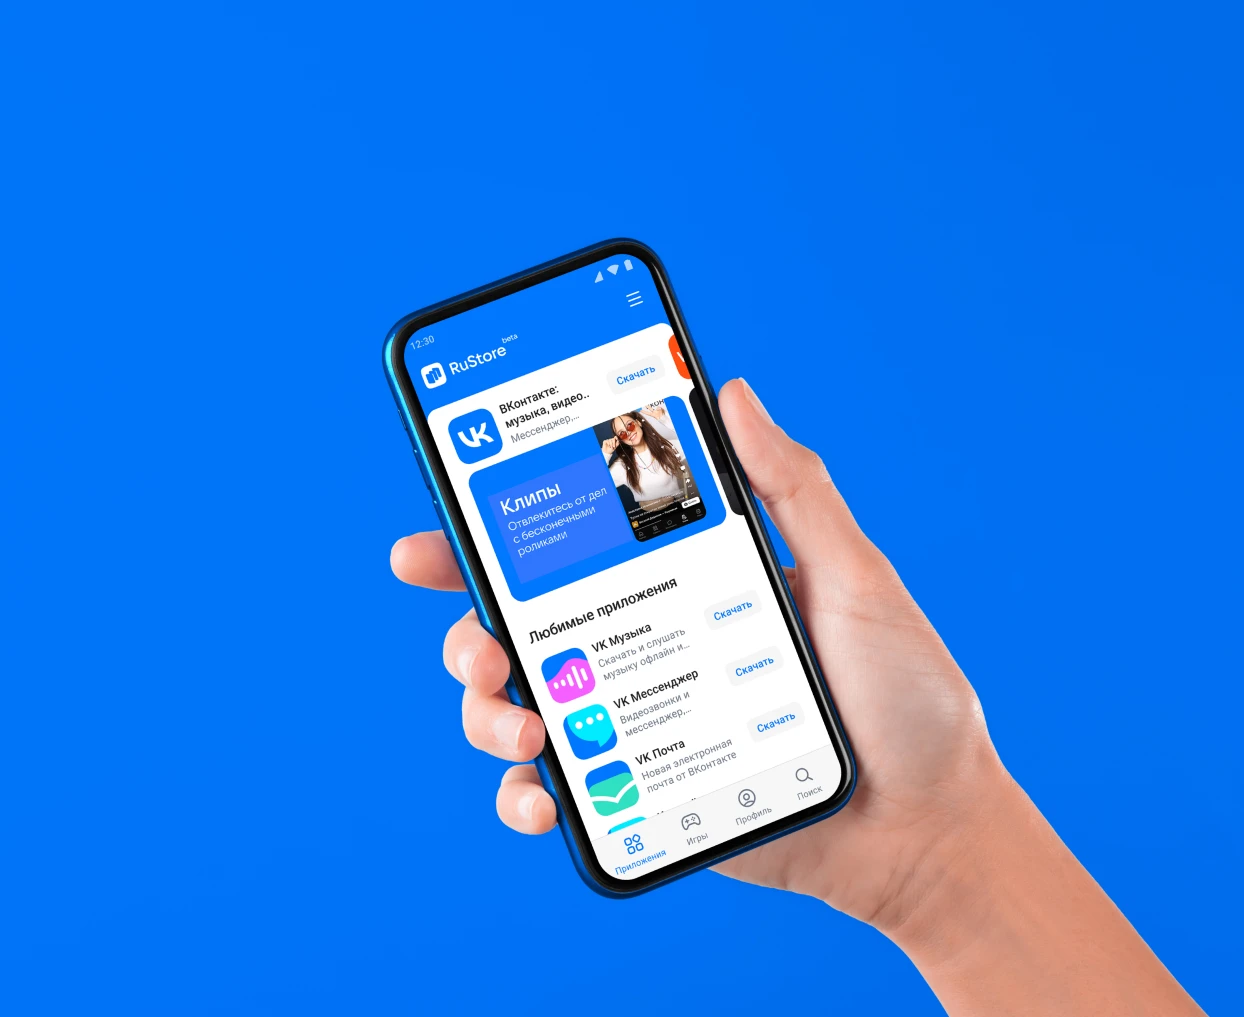 12:30
RuStore beta
ВКонтакте:
музыка, видео..
Мессенджер,...
Скачать
Клипы
Отвлекитесь от дел
с бесконечными
роликами
Любимые приложения
VK Музыка
Скачать и слушать
музыку офлайн и...
Скачать
VK Мессенджер
Видеозвонки и
мессенджер,...
Скачать
VK Почта
Новая электронная
почта от ВКонтакте
Скачать
Приложения
Игры
Профиль
Поиск